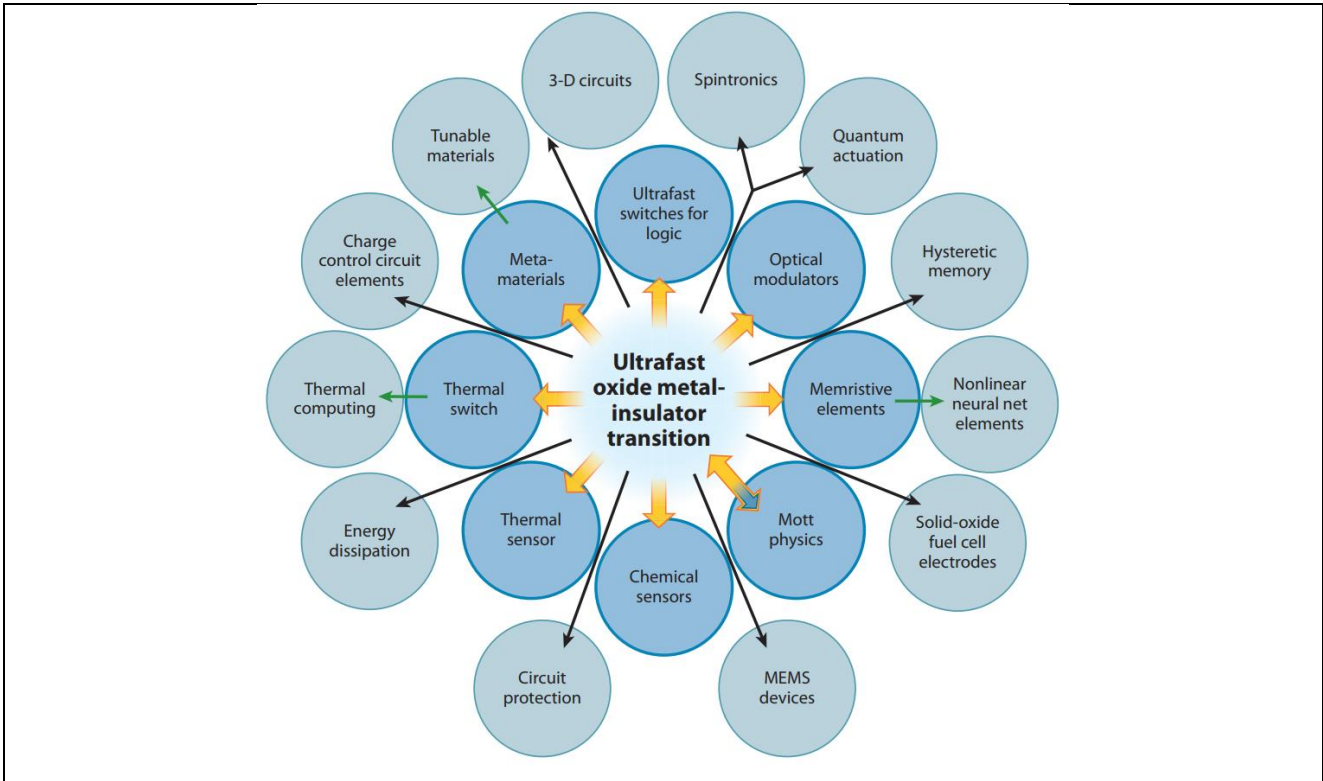 3-D circuits
Spintronics
Tunable
materials
Quantum
actuation
Ultrafast
switches for
logic
Charge
control circuit
elements
Meta-
materials
Optical
modulators
Hysteretic
memory
Thermal
computing
Thermal
switch
Ultrafast
oxide metal-
insulator
transition
Memristive
elements
Nonlinear
neural net
elements
Energy
dissipation
Thermal
sensor
Chemical
sensors
Mott
physics
Solid-oxide
fuel cell
electrodes
Circuit
protection
MEMS
devices